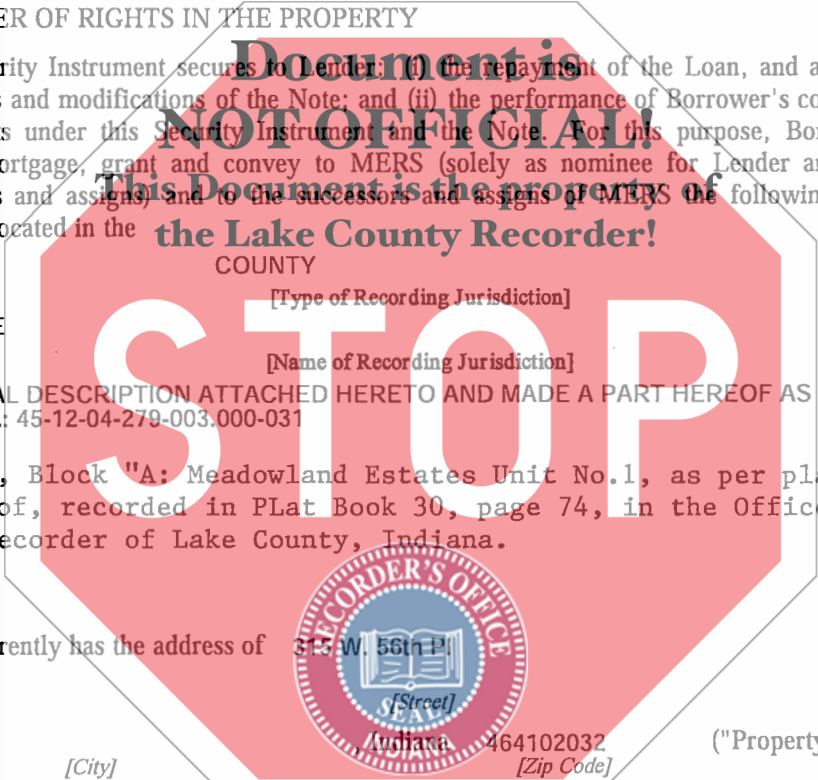 ER OF RIGHTS IN THE PROPERTY
Document is
rity Instrument secures to Lender: (i) the repayment of the Loan, and a
s and modifications of the Note; and (ii) the performance of Borrower's co
NOT OFFICIAL!
s under this Security Instrument and the Note. For this purpose, Bor
ortgage, grant and convey to MERS (solely as nominee for Lender an
This Document is the property of
s and assigns) and to the successors and assigns of MERS the followin
ocated in the
the Lake County Recorder!
COUNTY
[Type of Recording Jurisdiction]
E
STOP
[Name of Recording Jurisdiction]
AL DESCRIPTION ATTACHED HERETO AND MADE A PART HEREOF AS
.: 45-12-04-279-003.000-031
, Block "A: Meadowland Estates Unit No.1, as per pla
of, recorded in PLat Book 30, page 74, in the Office
ecorder of Lake County, Indiana.
RECORDER'S OFFICE
rently has the address of 315 W. 56th Pl
[Street]
SEAL
INDIANA
, Indiana 464102032 ("Property
[City] [Zip Code]